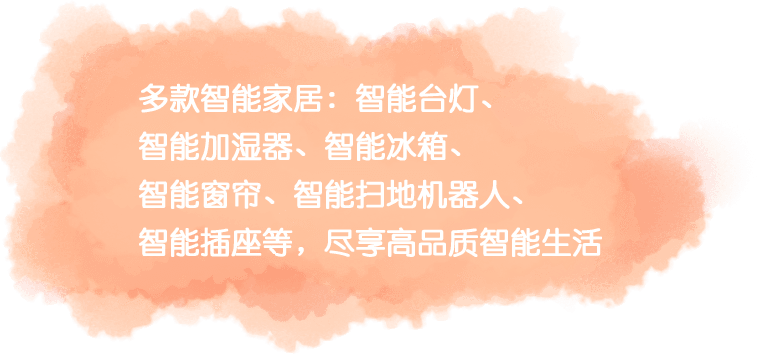 多款智能家居：智能台灯、
智能加湿器、智能冰箱、
智能窗帘、智能扫地机器人、
智能插座等，尽享高品质智能生活